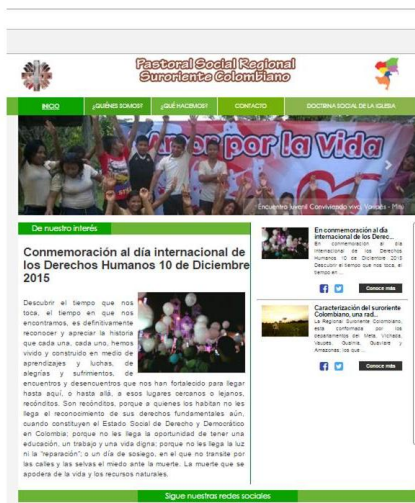 Pastoral Social Regional
Suroriente Colombiano
INICIO
¿QUIÉNES SOMOS?
¿QUÉ HACEMOS?
CONTACTO
DOCTRINA SOCIAL DE LA IGLESIA
Amor por la Vida
Encuentro Juvenil Conviviendo vivo, Yavaraté - Mitú
De nuestro interés
Conmemoración al día internacional de
los Derechos Humanos 10 de Diciembre
2015
Descubrir el tiempo que nos
toca, el tiempo en que nos
encontramos, es definitivamente
reconocer y apreciar la historia
que cada una, cada uno, hemos
vivido y construido en medio de
aprendizajes y luchas, de
alegrías y sufrimientos, de
encuentros y desencuentros que nos han fortalecido para llegar
hasta aquí, o hasta allá, a esos lugares cercanos o lejanos,
recónditos. Son recónditos, porque a quienes los habitan no les
llega el reconocimiento de sus derechos fundamentales aún,
cuando constituyen el Estado Social de Derecho y Democrático
en Colombia; porque no les llega la oportunidad de tener una
educación, un trabajo y una vida digna; porque no les llega la luz
ni la "reparación"; o un día de sosiego, en el que no transite por
las calles y las selvas el miedo ante la muerte. La muerte que se
apodera de la vida y los recursos naturales.
En conmemoración al día
internacional de los Derec...
En conmemoración al día
internacional de los Derechos
Humanos 10 de Diciembre 2015
Descubrir el tiempo que nos toca, el
tiempo en ...
Conoce más
Caracterización del suroriente
Colombiano, una rad...
La Regional Suroriente Colombiano,
está conformada por los
departamentos del Meta, Vichada,
Vaupés, Guainía, Guaviare y
Amazonas, los que ...
Conoce más
Sigue nuestras redes sociales